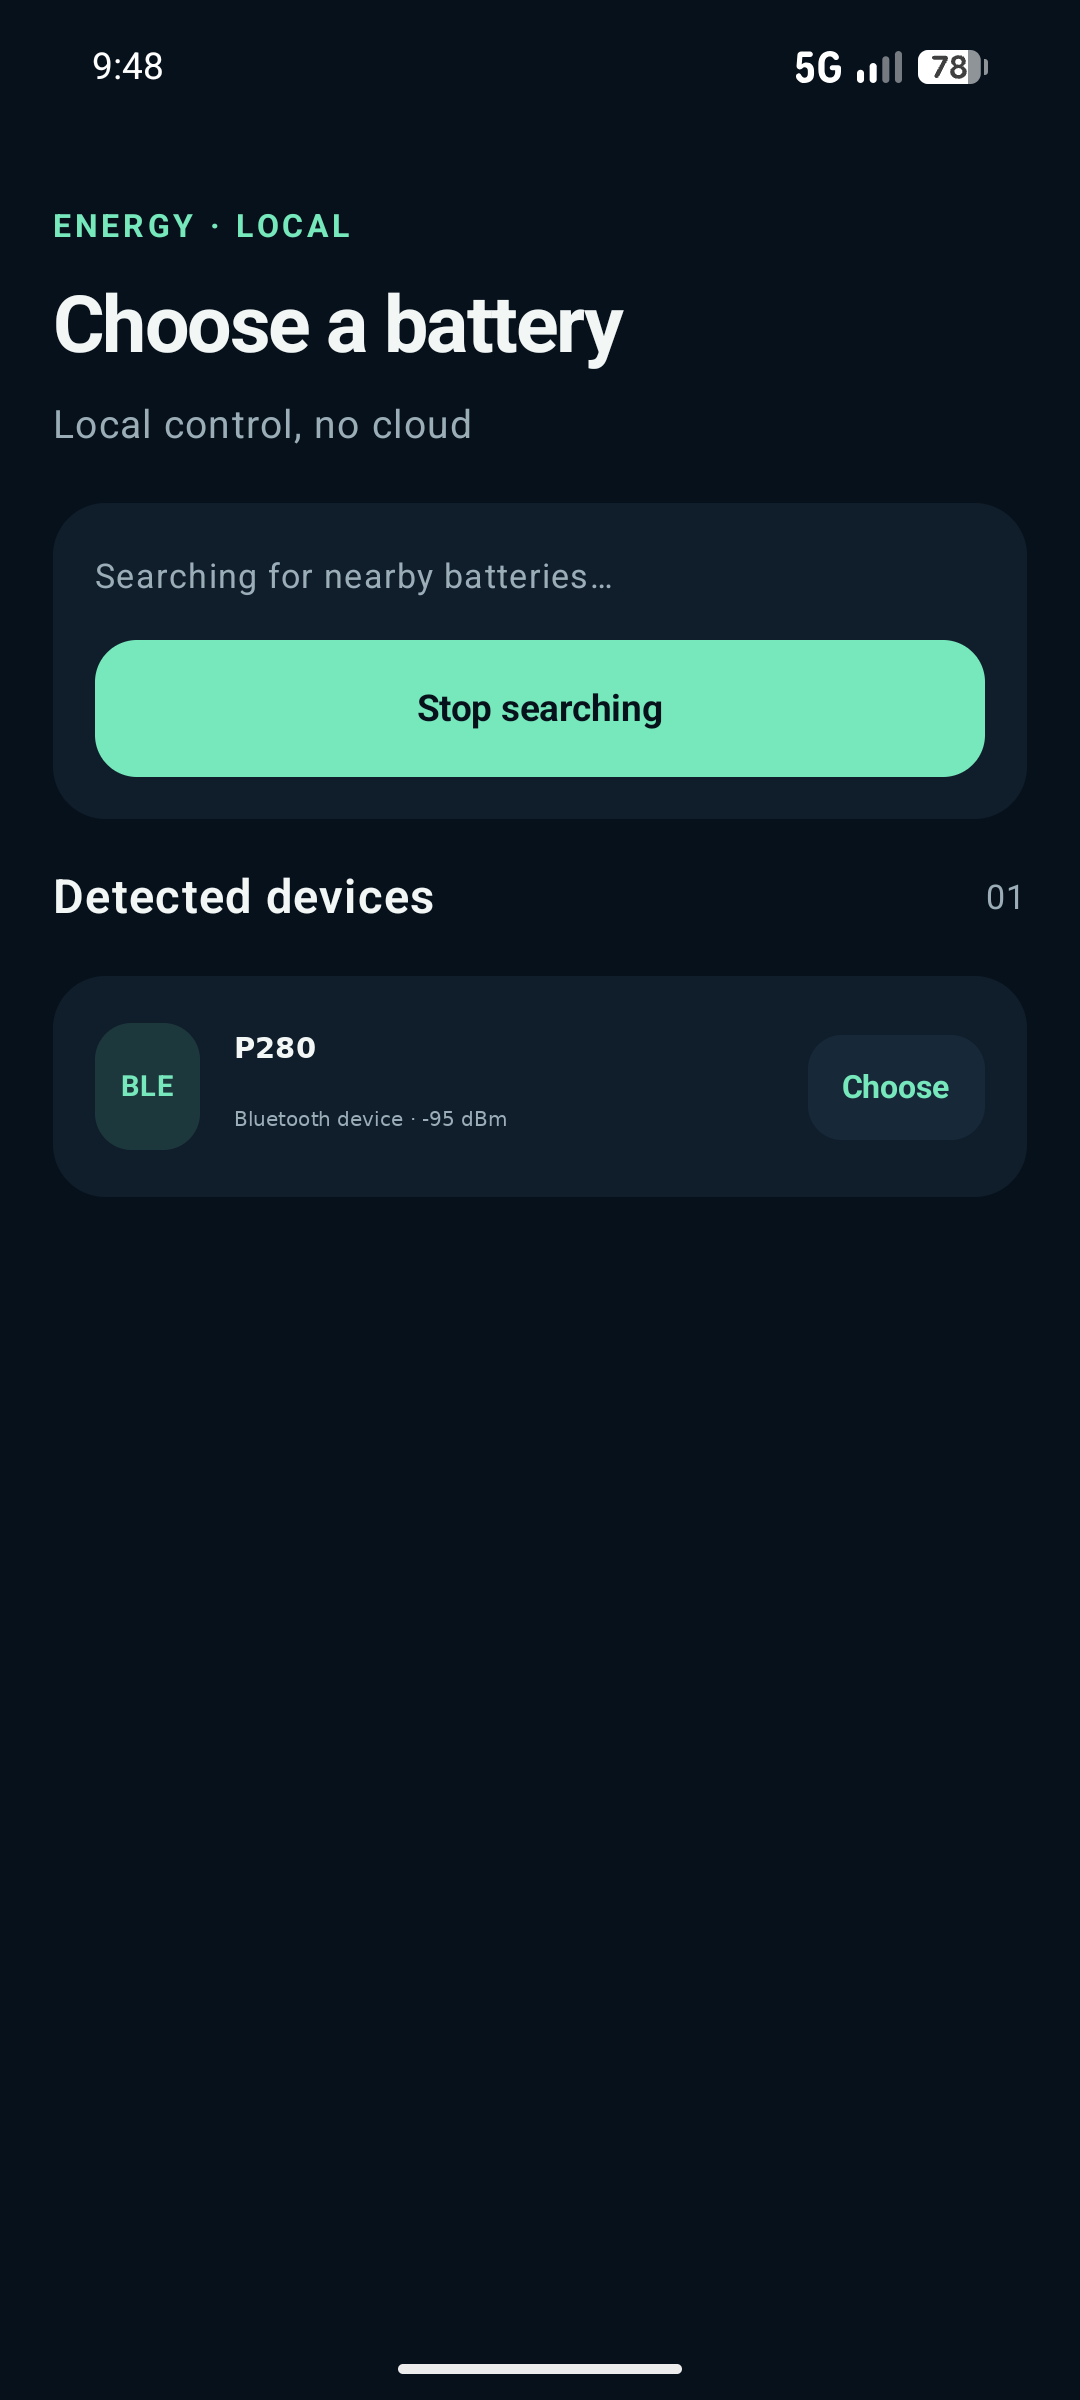 9:48
5G
78
ENERGY · LOCAL
Choose a battery
Local control, no cloud
Searching for nearby batteries…
Stop searching
Detected devices
01
BLE
P280
Bluetooth device · -95 dBm
Choose